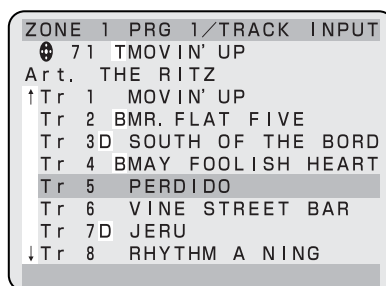 ZONE 1 PRG 1/TRACK INPUT
71 TMOVIN' UP
Art. THE RITZ
↑Tr 1 MOVIN' UP
Tr 2 BMR. FLAT FIVE
Tr 3D SOUTH OF THE BORD
Tr 4 BMAY FOOLISH HEART
Tr 5 PERDIDO
Tr 6 VINE STREET BAR
Tr 7D JERU
↓Tr 8 RHYTHM A NING